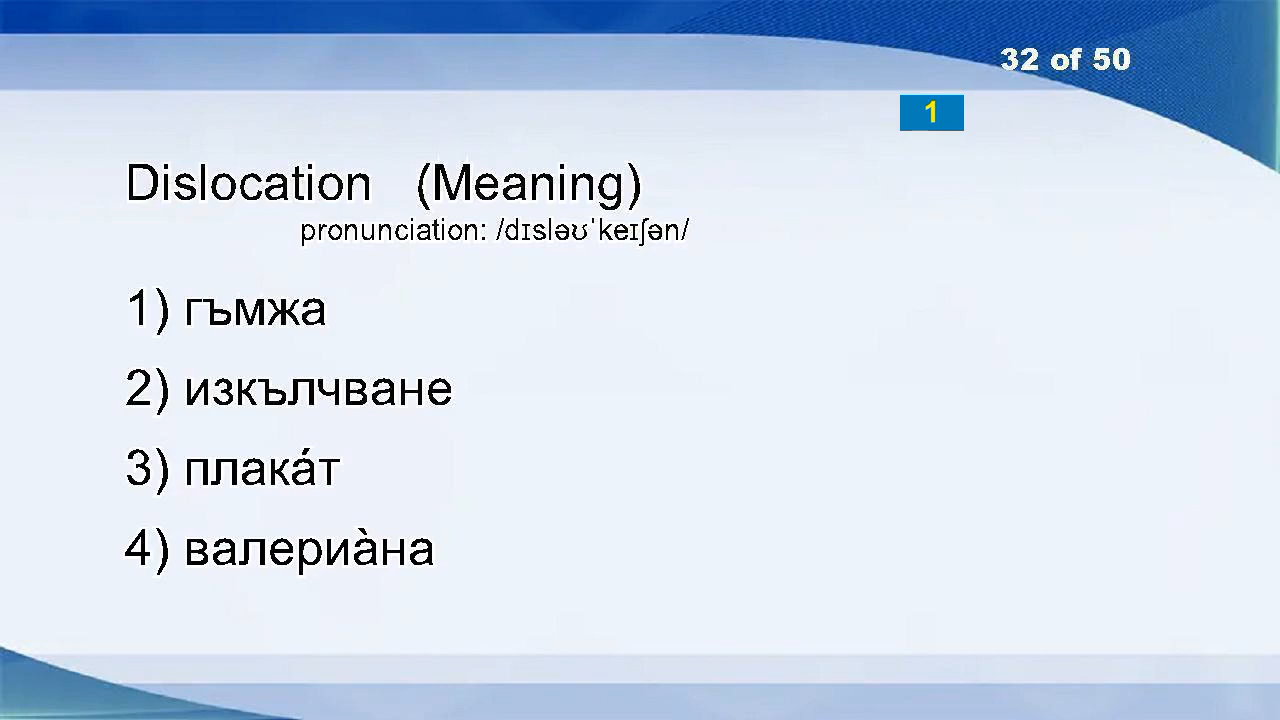 32 of 50
1
Dislocation (Meaning)
pronunciation: /dɪsləʊˈkeɪʃən/
1) гъмжа
2) изкълчване
3) плака́т
4) валериа̀на